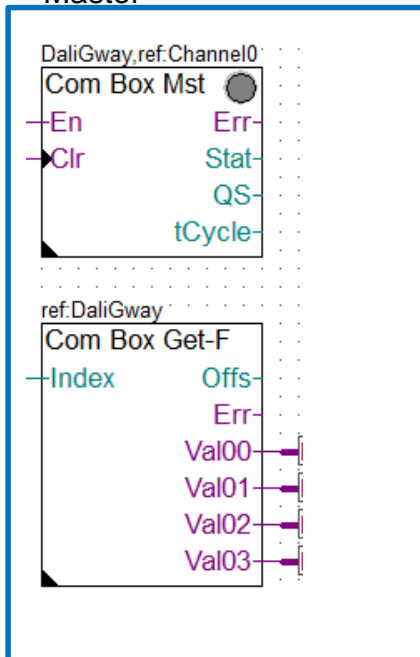 Master
DaliGway,ref:Channel0
Com Box Mst
En Err
Clr Stat
QS
tCycle
ref:DaliGway
Com Box Get-F
Index Offs
Err
Val00
Val01
Val02
Val03